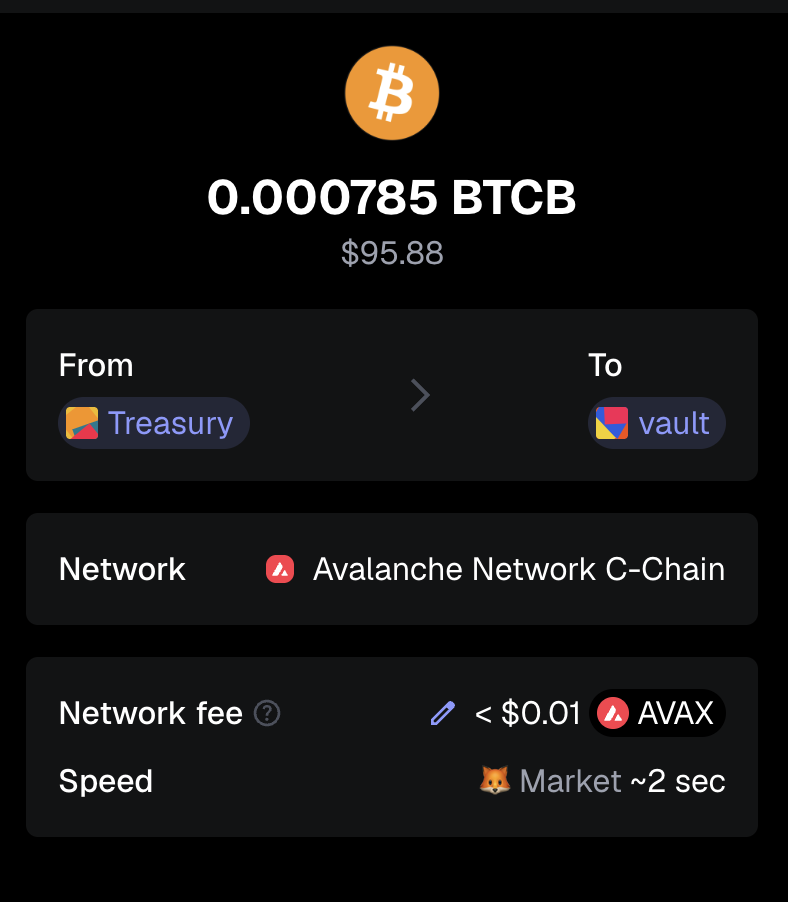 0.000785 BTCB
$95.88
From
To
Treasury
vault
Network
Avalanche Network C-Chain
Network fee
< $0.01 AVAX
Speed
Market ~2 sec